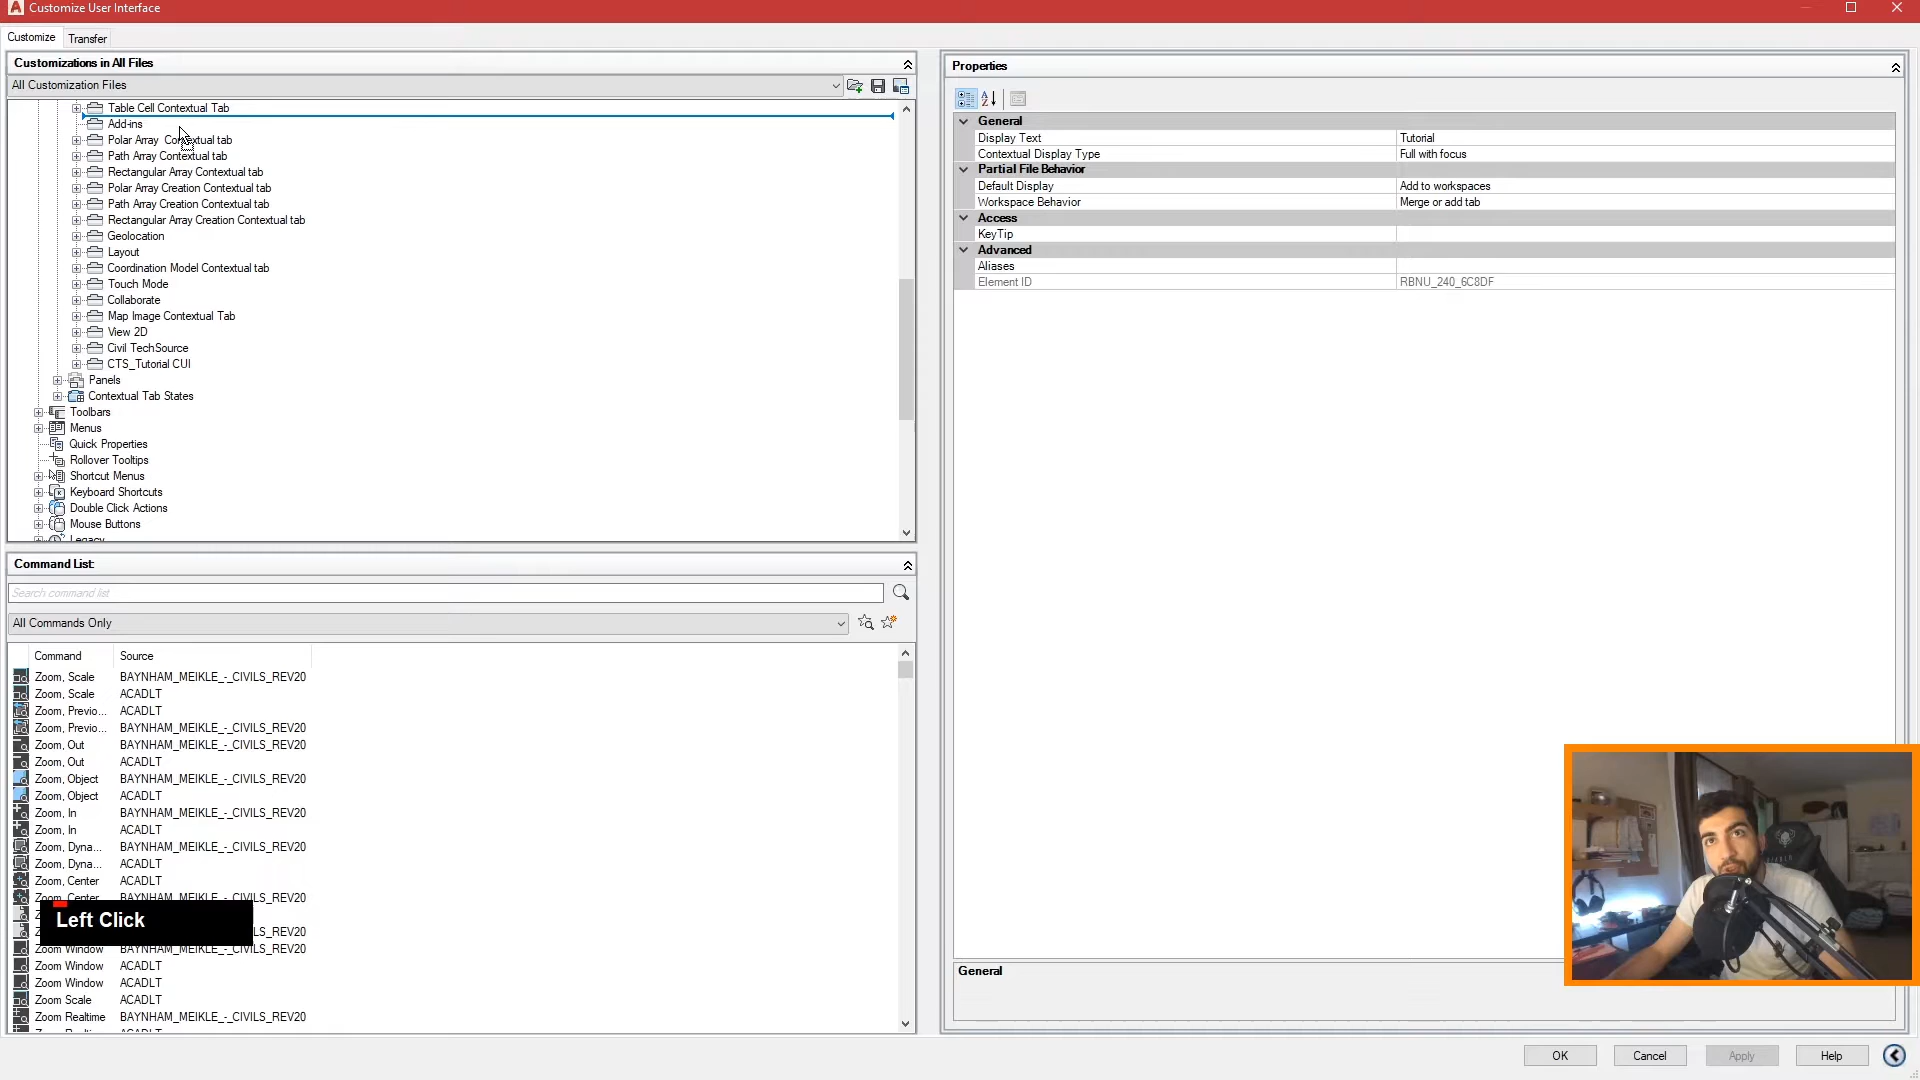 Customize User Interface
Customize Transfer
Customizations in All Files
All Customization Files
Table Cell Contextual Tab
Add-ins
Polar Array Contextual tab
Path Array Contextual tab
Rectangular Array Contextual tab
Polar Array Creation Contextual tab
Path Array Creation Contextual tab
Rectangular Array Creation Contextual tab
Geolocation
Layout
Coordination Model Contextual tab
Touch Mode
Collaborate
Map Image Contextual Tab
View 2D
Civil TechSource
CTS_Tutorial CUI
Panels
Contextual Tab States
Toolbars
Menus
Quick Properties
Rollover Tooltips
Shortcut Menus
Keyboard Shortcuts
Double Click Actions
Mouse Buttons
Legacy
Command List:
Search command list
All Commands Only
Command Source
Zoom, Scale BAYNHAM_MEIKLE_-_CIVILS_REV20
Zoom, Scale ACADLT
Zoom, Previo... ACADLT
Zoom, Previo... BAYNHAM_MEIKLE_-_CIVILS_REV20
Zoom, Out BAYNHAM_MEIKLE_-_CIVILS_REV20
Zoom, Out ACADLT
Zoom, Object BAYNHAM_MEIKLE_-_CIVILS_REV20
Zoom, Object ACADLT
Zoom, In BAYNHAM_MEIKLE_-_CIVILS_REV20
Zoom, In ACADLT
Zoom, Dyna... BAYNHAM_MEIKLE_-_CIVILS_REV20
Zoom, Dyna... ACADLT
Zoom, Center ACADLT
Zoom, Center BAYNHAM_MEIKLE_-_CIVILS_REV20
Left Click
LS_REV20
Zoom Window BAYNHAM_MEIKLE_-_CIVILS_REV20
Zoom Window ACADLT
Zoom Window ACADLT
Zoom Scale ACADLT
Zoom Realtime BAYNHAM_MEIKLE_-_CIVILS_REV20
Properties
General
Display Text Tutorial
Contextual Display Type Full with focus
Partial File Behavior
Default Display Add to workspaces
Workspace Behavior Merge or add tab
Access
KeyTip
Advanced
Aliases
Element ID RBNU_240_6C8DF
General
OK Cancel Apply Help